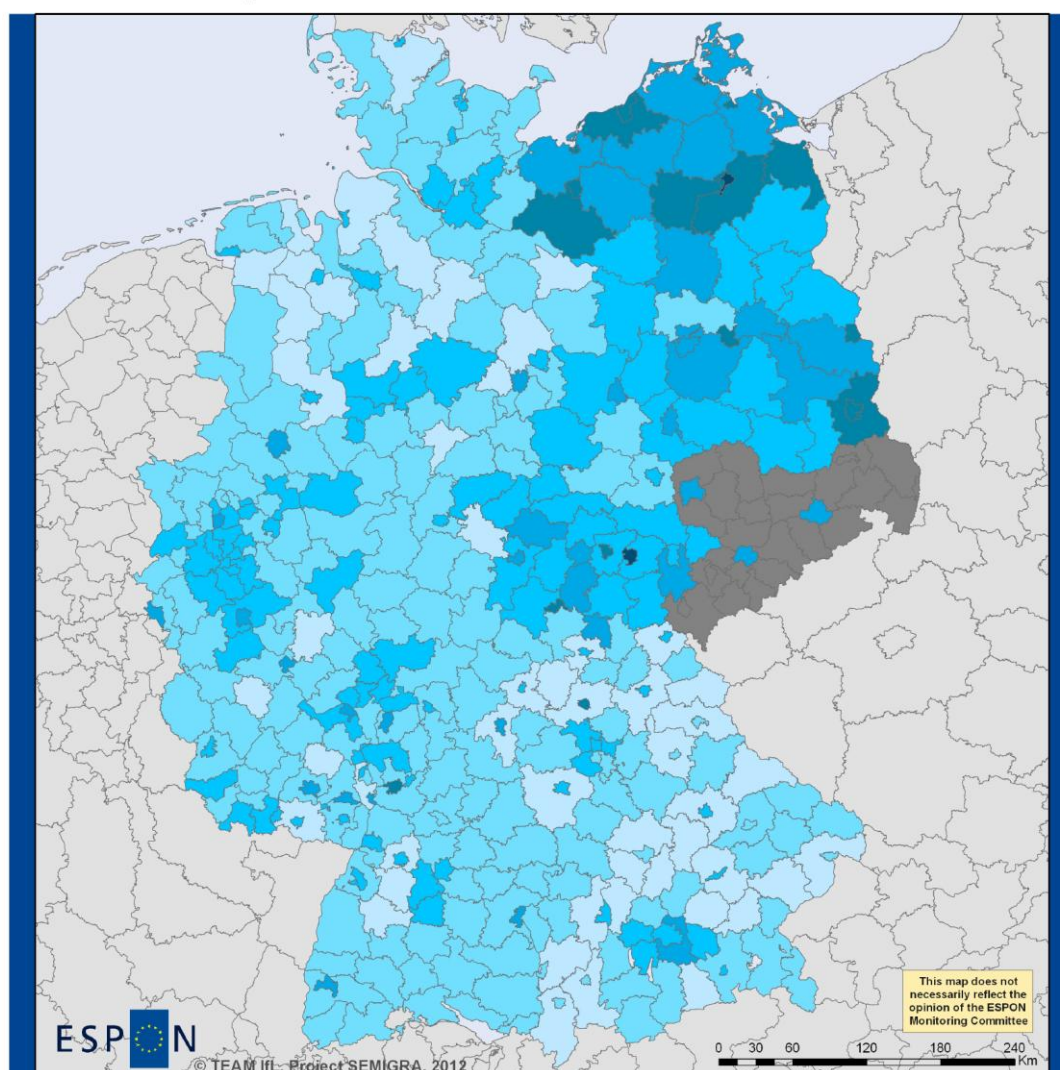 This map does not
necessarily reflect the
opinion of the ESPON
Monitoring Committee
ESPON
© TEAM IfL, Project SEMIGRA, 2012
0 30 60 120 180 240
Km